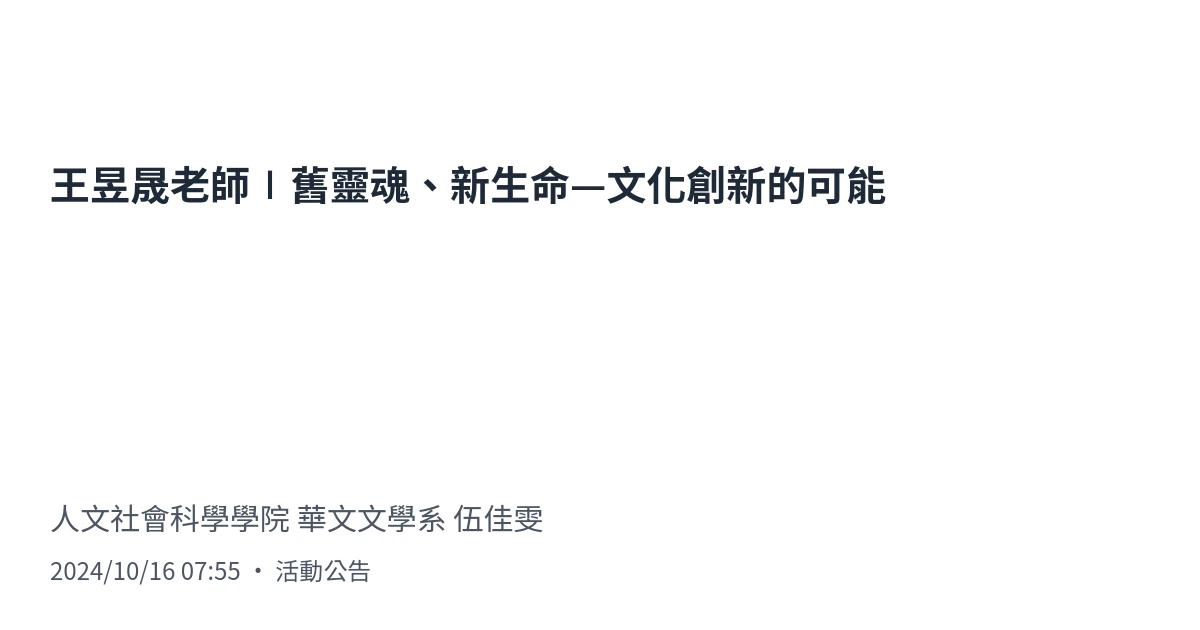 王昱晟老師∣舊靈魂、新生命—文化創新的可能
人文社會科學學院 華文文學系 伍佳雯
2024/10/16 07:55 • 活動公告